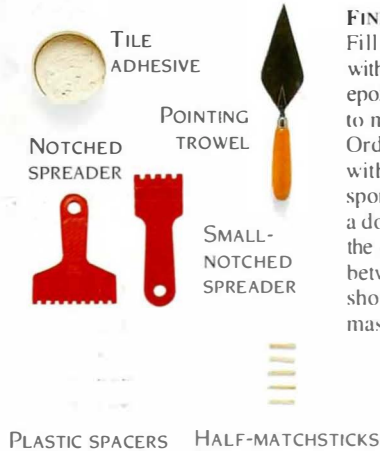 TILE
ADHESIVE
POINTING
TROWEL
NOTCHED
SPREADER
SMALL-
NOTCHED
SPREADER
PLASTIC SPACERS
HALF-MATCHSTICKS
FIN
Fill
with
epo
to m
Ord
with
spo
a do
the
betw
sho
mas